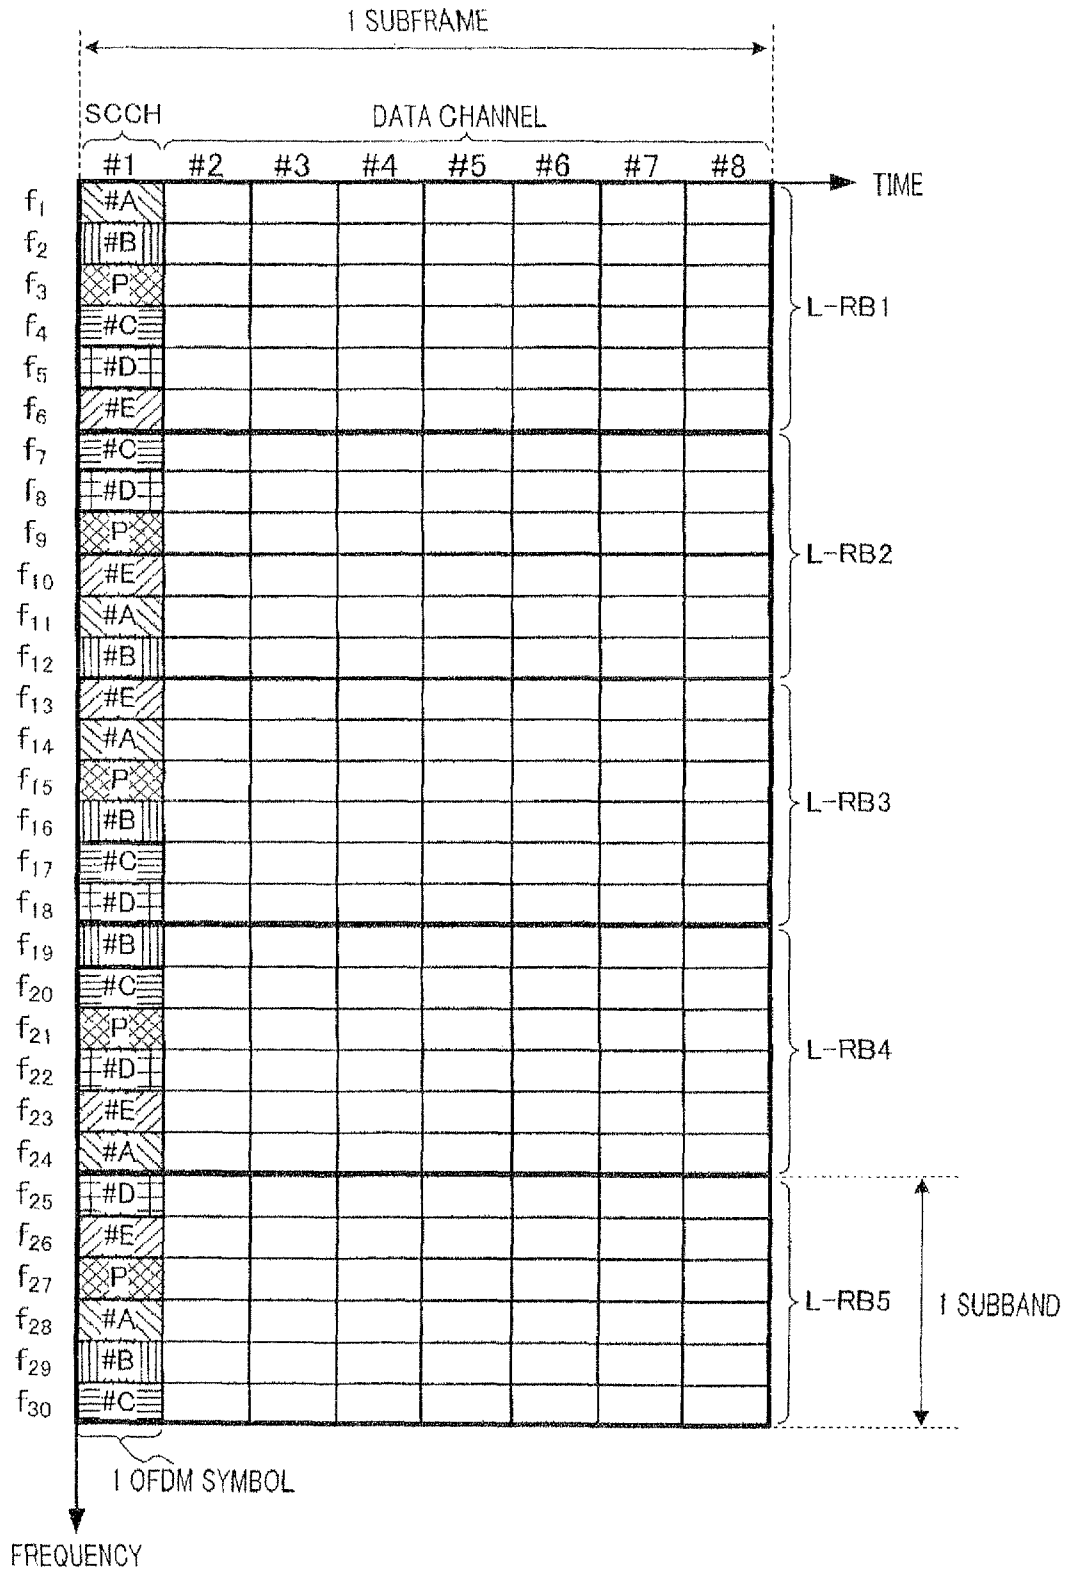 1 SUBFRAME
SCCH DATA CHANNEL
#1 #2 #3 #4 #5 #6 #7 #8 TIME
f1 #A
f2 #B
f3 P
f4 #C L-RB1
f5 #D
f6 #E
f7 #C
f8 #D
f9 P
f10 #E L-RB2
f11 #A
f12 #B
f13 #E
f14 #A
f15 P
f16 #B L-RB3
f17 #C
f18 #D
f19 #B
f20 #C
f21 P
f22 #D L-RB4
f23 #E
f24 #A
f25 #D
f26 #E
f27 P
f28 #A L-RB5 1 SUBBAND
f29 #B
f30 #C
1 OFDM SYMBOL
FREQUENCY